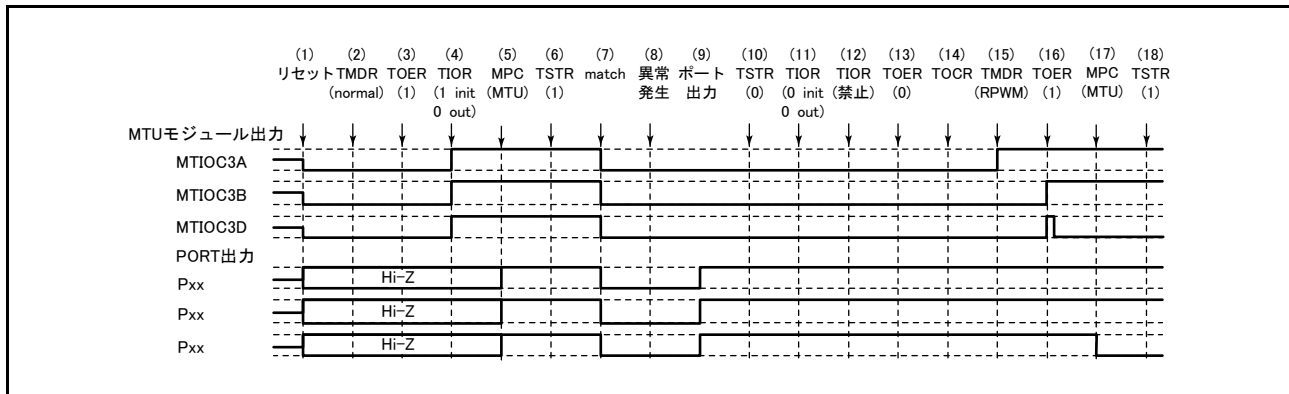 (1) (2) (3) (4) (5) (6) (7) (8) (9) (10) (11) (12) (13) (14) (15) (16) (17) (18)
リセット TMDR TOER TIOR MPC TSTR match 異常 ポート TSTR TIOR TIOR TOER TOCR TMDR TOER MPC TSTR
(normal) (1) (1 init (MTU) (1) 発生 出力 (0) (0 init (禁止) (0) (RPWM) (1) (MTU) (1)
0 out) 0 out)
MTUモジュール出力
MTIOC3A
MTIOC3B
MTIOC3D
PORT出力
Pxx Hi-Z
Pxx Hi-Z
Pxx Hi-Z